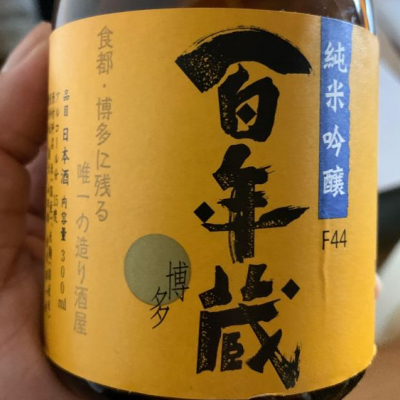 純米吟醸
F44
百年蔵
博多
食都・博多に残る
唯一の造り酒屋
品目 日本酒 内容量 300ml